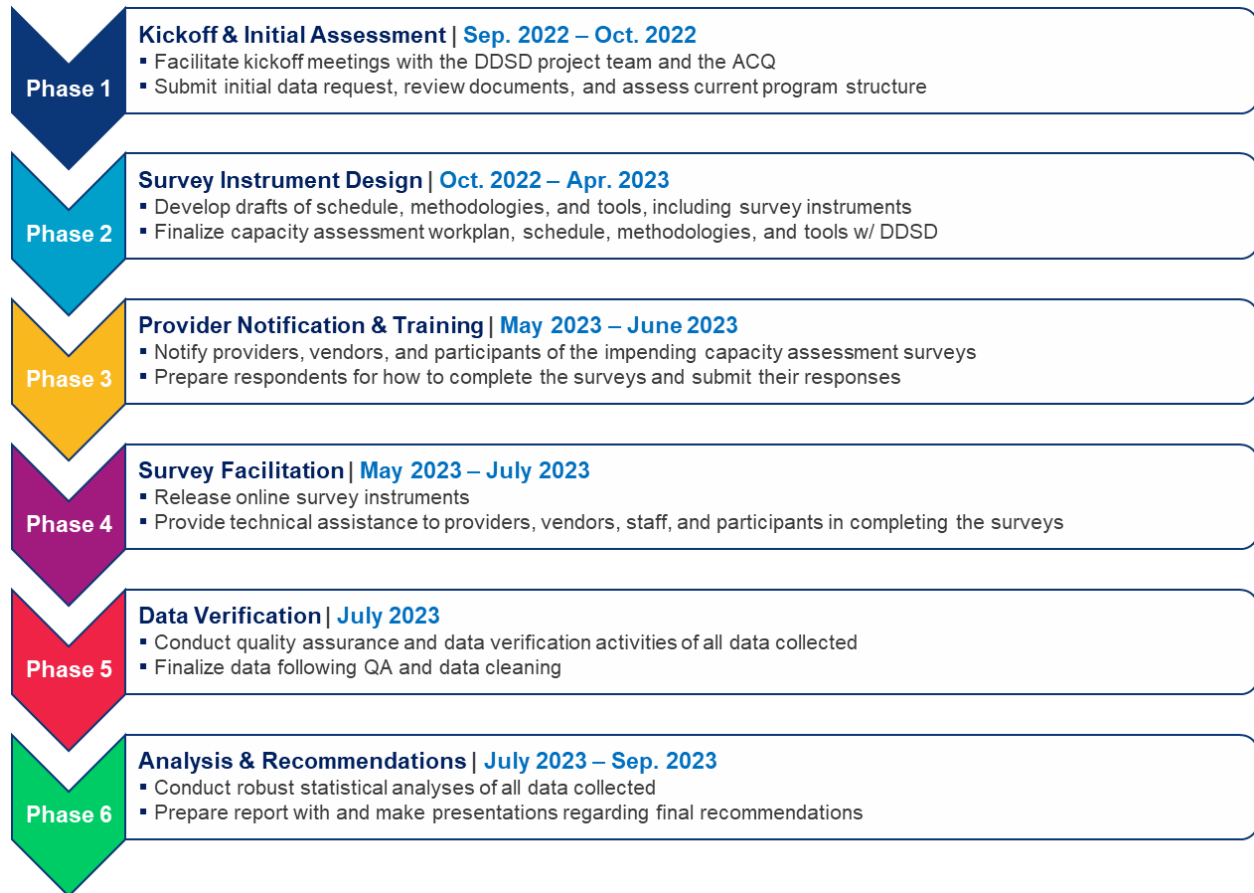 Phase 1
Kickoff & Initial Assessment | Sep. 2022 – Oct. 2022
▪ Facilitate kickoff meetings with the DDSD project team and the ACQ
▪ Submit initial data request, review documents, and assess current program structure
Phase 2
Survey Instrument Design | Oct. 2022 – Apr. 2023
▪ Develop drafts of schedule, methodologies, and tools, including survey instruments
▪ Finalize capacity assessment workplan, schedule, methodologies, and tools w/ DDSD
Phase 3
Provider Notification & Training | May 2023 – June 2023
▪ Notify providers, vendors, and participants of the impending capacity assessment surveys
▪ Prepare respondents for how to complete the surveys and submit their responses
Phase 4
Survey Facilitation | May 2023 – July 2023
▪ Release online survey instruments
▪ Provide technical assistance to providers, vendors, staff, and participants in completing the surveys
Phase 5
Data Verification | July 2023
▪ Conduct quality assurance and data verification activities of all data collected
▪ Finalize data following QA and data cleaning
Phase 6
Analysis & Recommendations | July 2023 – Sep. 2023
▪ Conduct robust statistical analyses of all data collected
▪ Prepare report with and make presentations regarding final recommendations